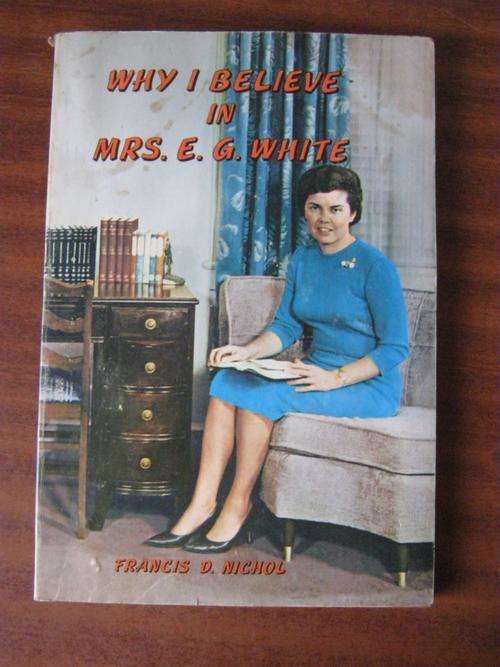 WHY I BELIEVE
IN
MRS. E. G. WHITE
FRANCIS D. NICHOL